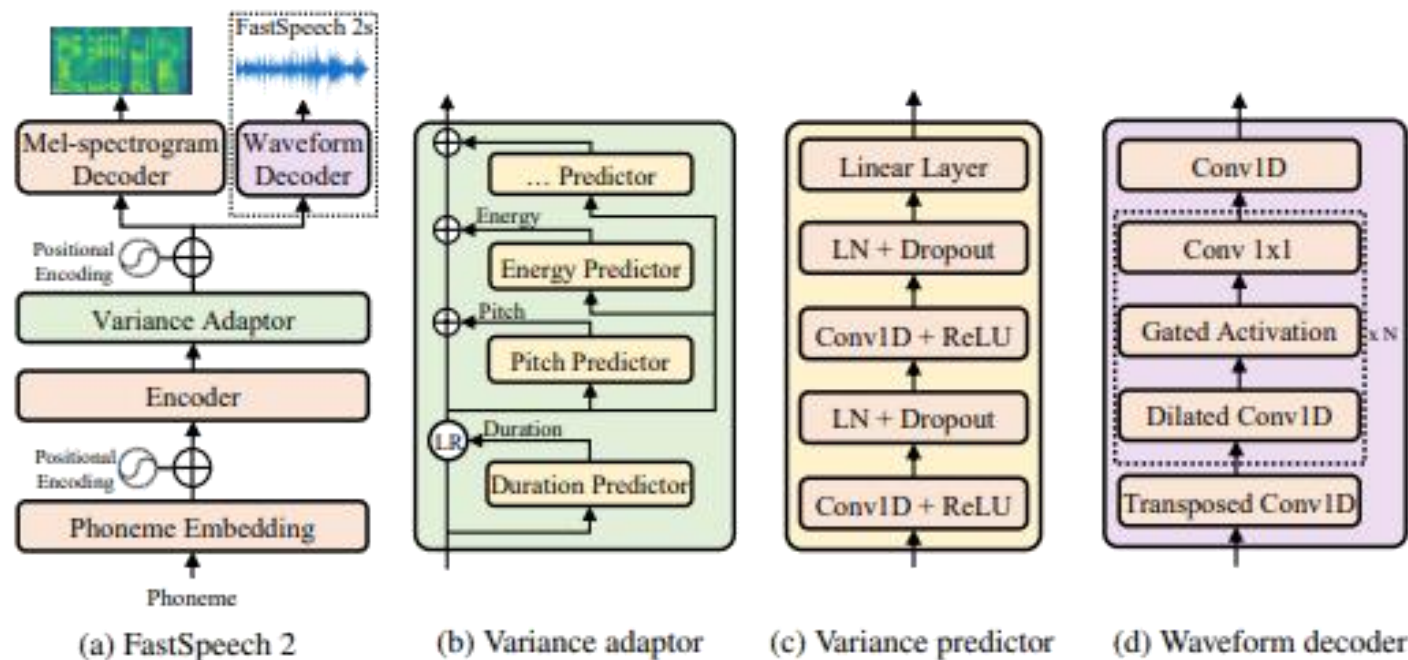 FastSpeech 2s
Mel-spectrogram
Decoder
Waveform
Decoder
Positional
Encoding
Variance Adaptor
Encoder
Positional
Encoding
Phoneme Embedding
Phoneme
(a) FastSpeech 2
... Predictor
Energy
Energy Predictor
Pitch
Pitch Predictor
LR
Duration
Duration Predictor
(b) Variance adaptor
Linear Layer
LN + Dropout
Conv1D + ReLU
LN + Dropout
Conv1D + ReLU
(c) Variance predictor
Conv1D
Conv 1x1
Gated Activation
x N
Dilated Conv1D
Transposed Conv1D
(d) Waveform decoder